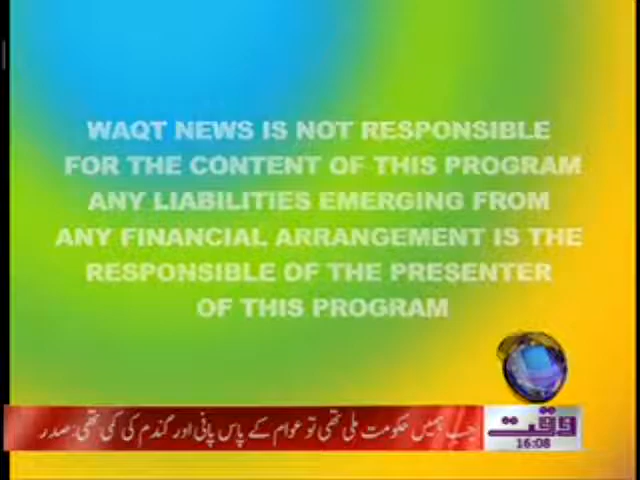 WAQT NEWS IS NOT RESPONSIBLE
FOR THE CONTENT OF THIS PROGRAM
ANY LIABILITIES EMERGING FROM
ANY FINANCIAL ARRANGEMENT IS THE
RESPONSIBLE OF THE PRESENTER
OF THIS PROGRAM
جب ہمیں حکومت ملی تھی تو عوام کے پاس پانی اور گندم کی کمی تھی: صدر
وقت
16:08